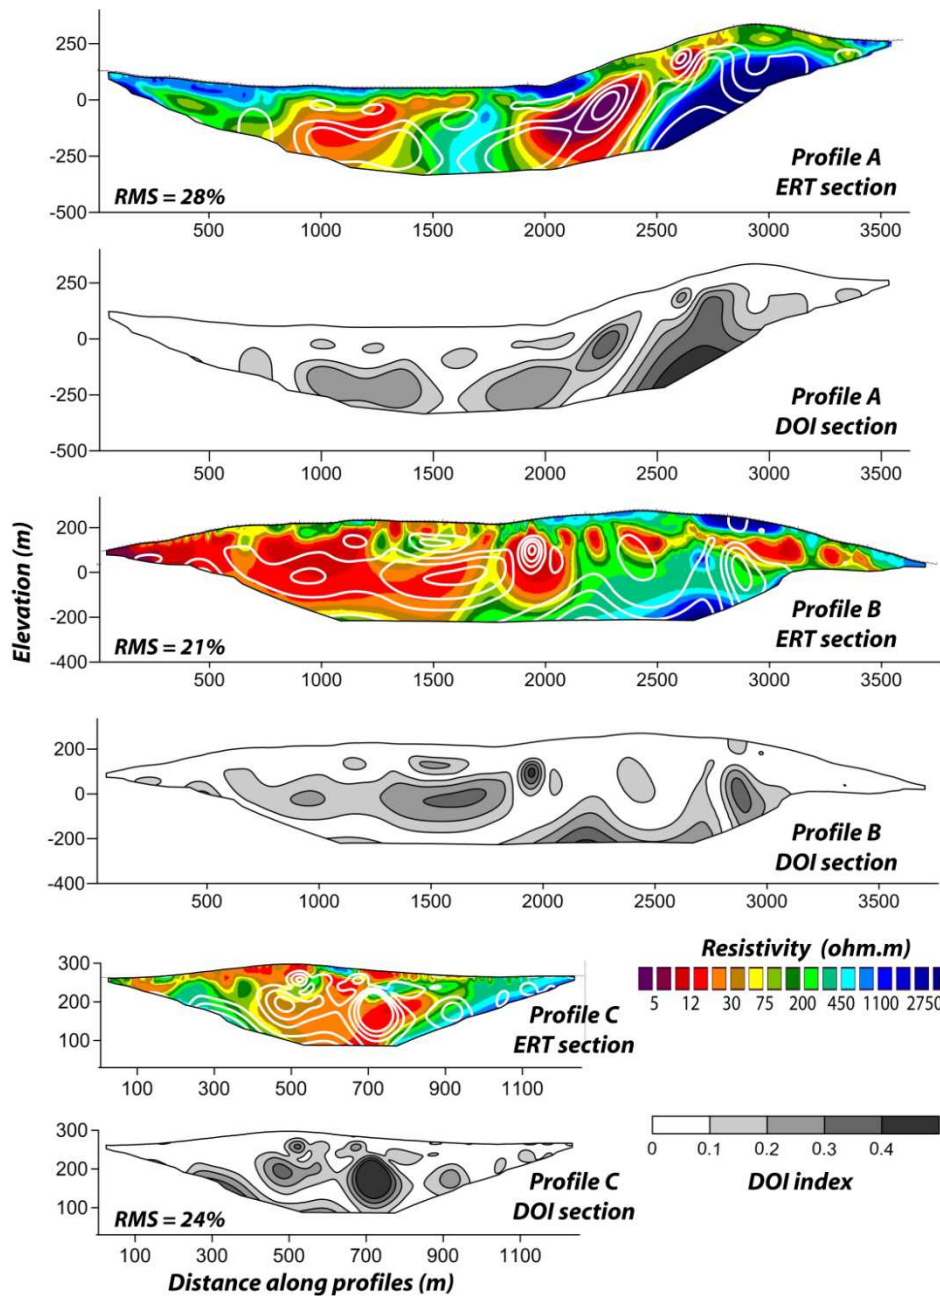 250
0
-250
-500
RMS = 28%
Profile A
ERT section
500 1000 1500 2000 2500 3000 3500
250
0
-250
-500
Profile A
DOI section
500 1000 1500 2000 2500 3000 3500
Elevation (m)
200
0
-200
-400
RMS = 21%
Profile B
ERT section
500 1000 1500 2000 2500 3000 3500
200
0
-200
-400
Profile B
DOI section
500 1000 1500 2000 2500 3000 3500
300
200
100
Profile C
ERT section
100 300 500 700 900 1100
Resistivity (ohm.m)
5 12 30 75 200 450 1100 2750
300
200
100
RMS = 24%
Profile C
DOI section
100 300 500 700 900 1100
0 0.1 0.2 0.3 0.4
DOI index
Distance along profiles (m)